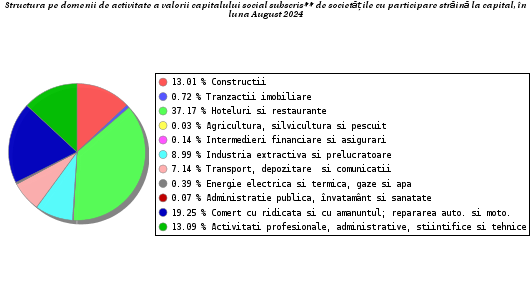 Structura pe domenii de activitate a valorii capitalului social subscris** de societăţile cu participare străină la capital, în
luna August 2024
13.01 % Constructii
0.72 % Tranzactii imobiliare
37.17 % Hoteluri si restaurante
0.03 % Agricultura, silvicultura si pescuit
0.14 % Intermedieri financiare si asigurari
8.99 % Industria extractiva si prelucratoare
7.14 % Transport, depozitare si comunicatii
0.39 % Energie electrica si termica, gaze si apa
0.07 % Administratie publica, învatamânt si sanatate
19.25 % Comert cu ridicata si cu amanuntul; repararea auto. si moto.
13.09 % Activitati profesionale, administrative, stiintifice si tehnice